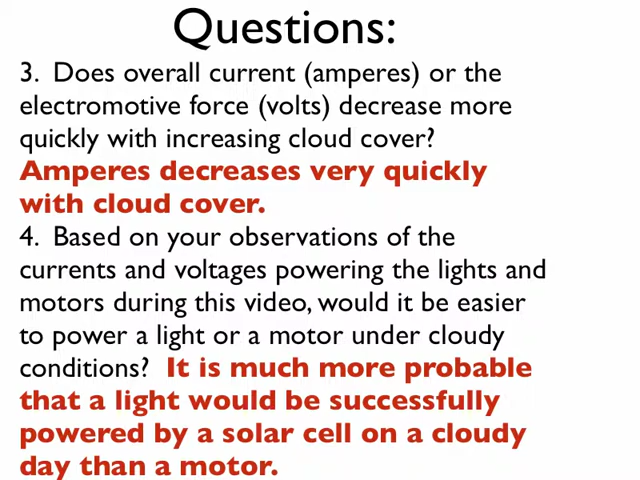 Questions:
3.  Does overall current (amperes) or the
electromotive force (volts) decrease more
quickly with increasing cloud cover?
Amperes decreases very quickly
with cloud cover.
4.  Based on your observations of the
currents and voltages powering the lights and
motors during this video, would it be easier
to power a light or a motor under cloudy
conditions?  It is much more probable
that a light would be successfully
powered by a solar cell on a cloudy
day than a motor.